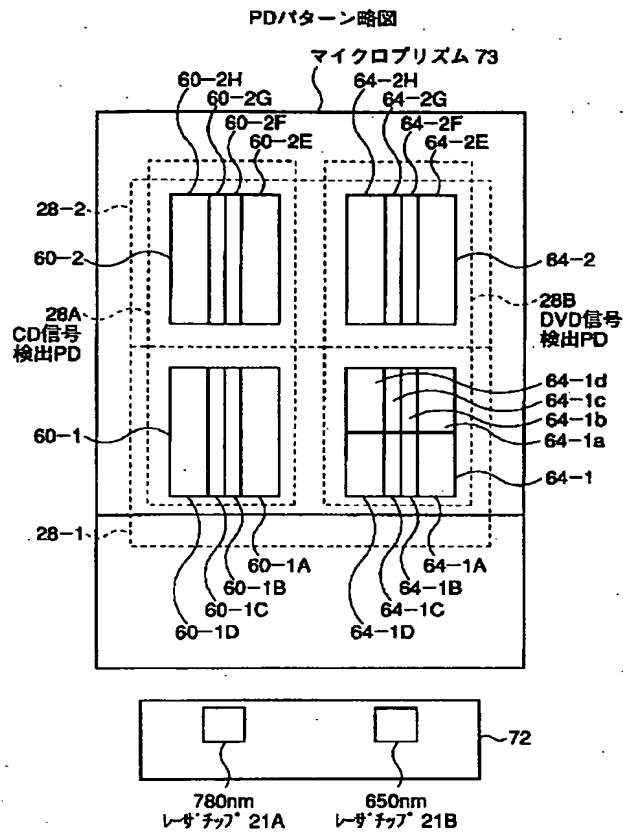 PDパターン略図
マイクロプリズム 73
60-2H
60-2G
60-2F
60-2E
64-2H
64-2G
64-2F
64-2E
28-2
60-2
64-2
28A
CD信号
検出PD
28B
DVD信号
検出PD
64-1d
64-1c
64-1b
64-1a
60-1
64-1
28-1
60-1A
60-1B
60-1C
60-1D
64-1A
64-1B
64-1C
64-1D
72
780nm
ﾚｰｻﾞﾁｯﾌﾟ 21A
650nm
ﾚｰｻﾞﾁｯﾌﾟ 21B